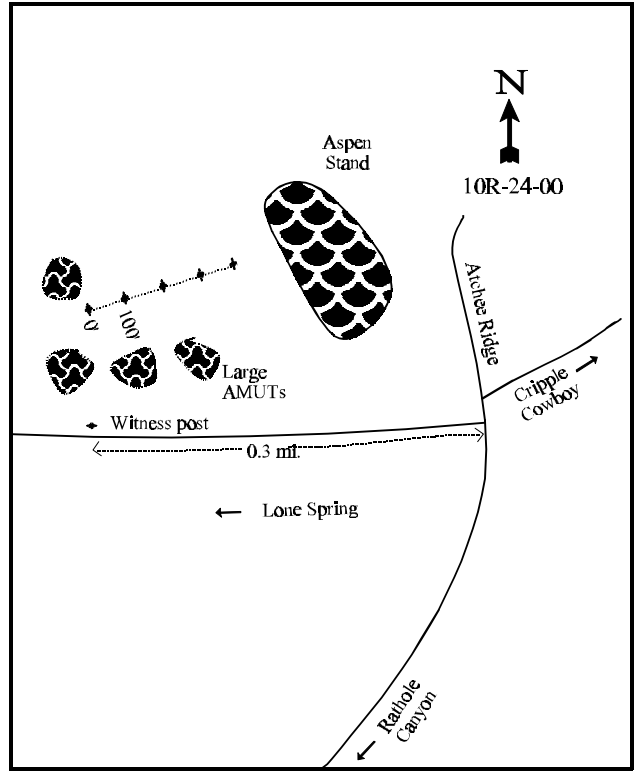 N
Aspen
Stand
10R-24-00
Atchee Ridge
0'
100'
Large
AMUTs
Cripple
Cowboy
Witness post
0.3 mi.
Lone Spring
Rathole
Canyon